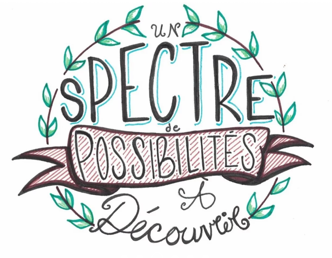 UN
SPECTRE
de
POSSIBILITÉS
À
Découvrir